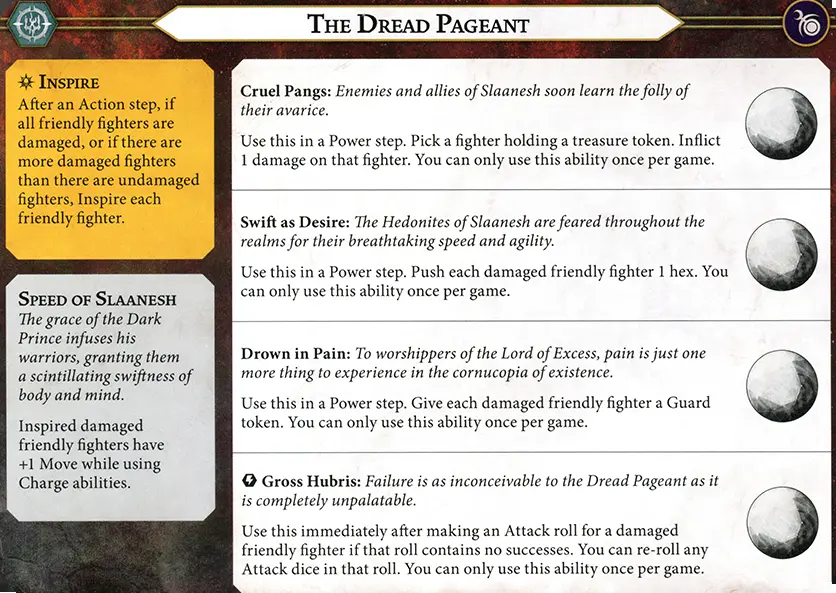 The Dread Pageant
Inspire
After an Action step, if
all friendly fighters are
damaged, or if there are
more damaged fighters
than there are undamaged
fighters, Inspire each
friendly fighter.
Speed of Slaanesh
The grace of the Dark
Prince infuses his
warriors, granting them
a scintillating swiftness of
body and mind.
Inspired damaged
friendly fighters have
+1 Move while using
Charge abilities.
Cruel Pangs: Enemies and allies of Slaanesh soon learn the folly of
their avarice.
Use this in a Power step. Pick a fighter holding a treasure token. Inflict
1 damage on that fighter. You can only use this ability once per game.
Swift as Desire: The Hedonites of Slaanesh are feared throughout the
realms for their breathtaking speed and agility.
Use this in a Power step. Push each damaged friendly fighter 1 hex. You
can only use this ability once per game.
Drown in Pain: To worshippers of the Lord of Excess, pain is just one
more thing to experience in the cornucopia of existence.
Use this in a Power step. Give each damaged friendly fighter a Guard
token. You can only use this ability once per game.
Gross Hubris: Failure is as inconceivable to the Dread Pageant as it
is completely unpalatable.
Use this immediately after making an Attack roll for a damaged
friendly fighter if that roll contains no successes. You can re-roll any
Attack dice in that roll. You can only use this ability once per game.